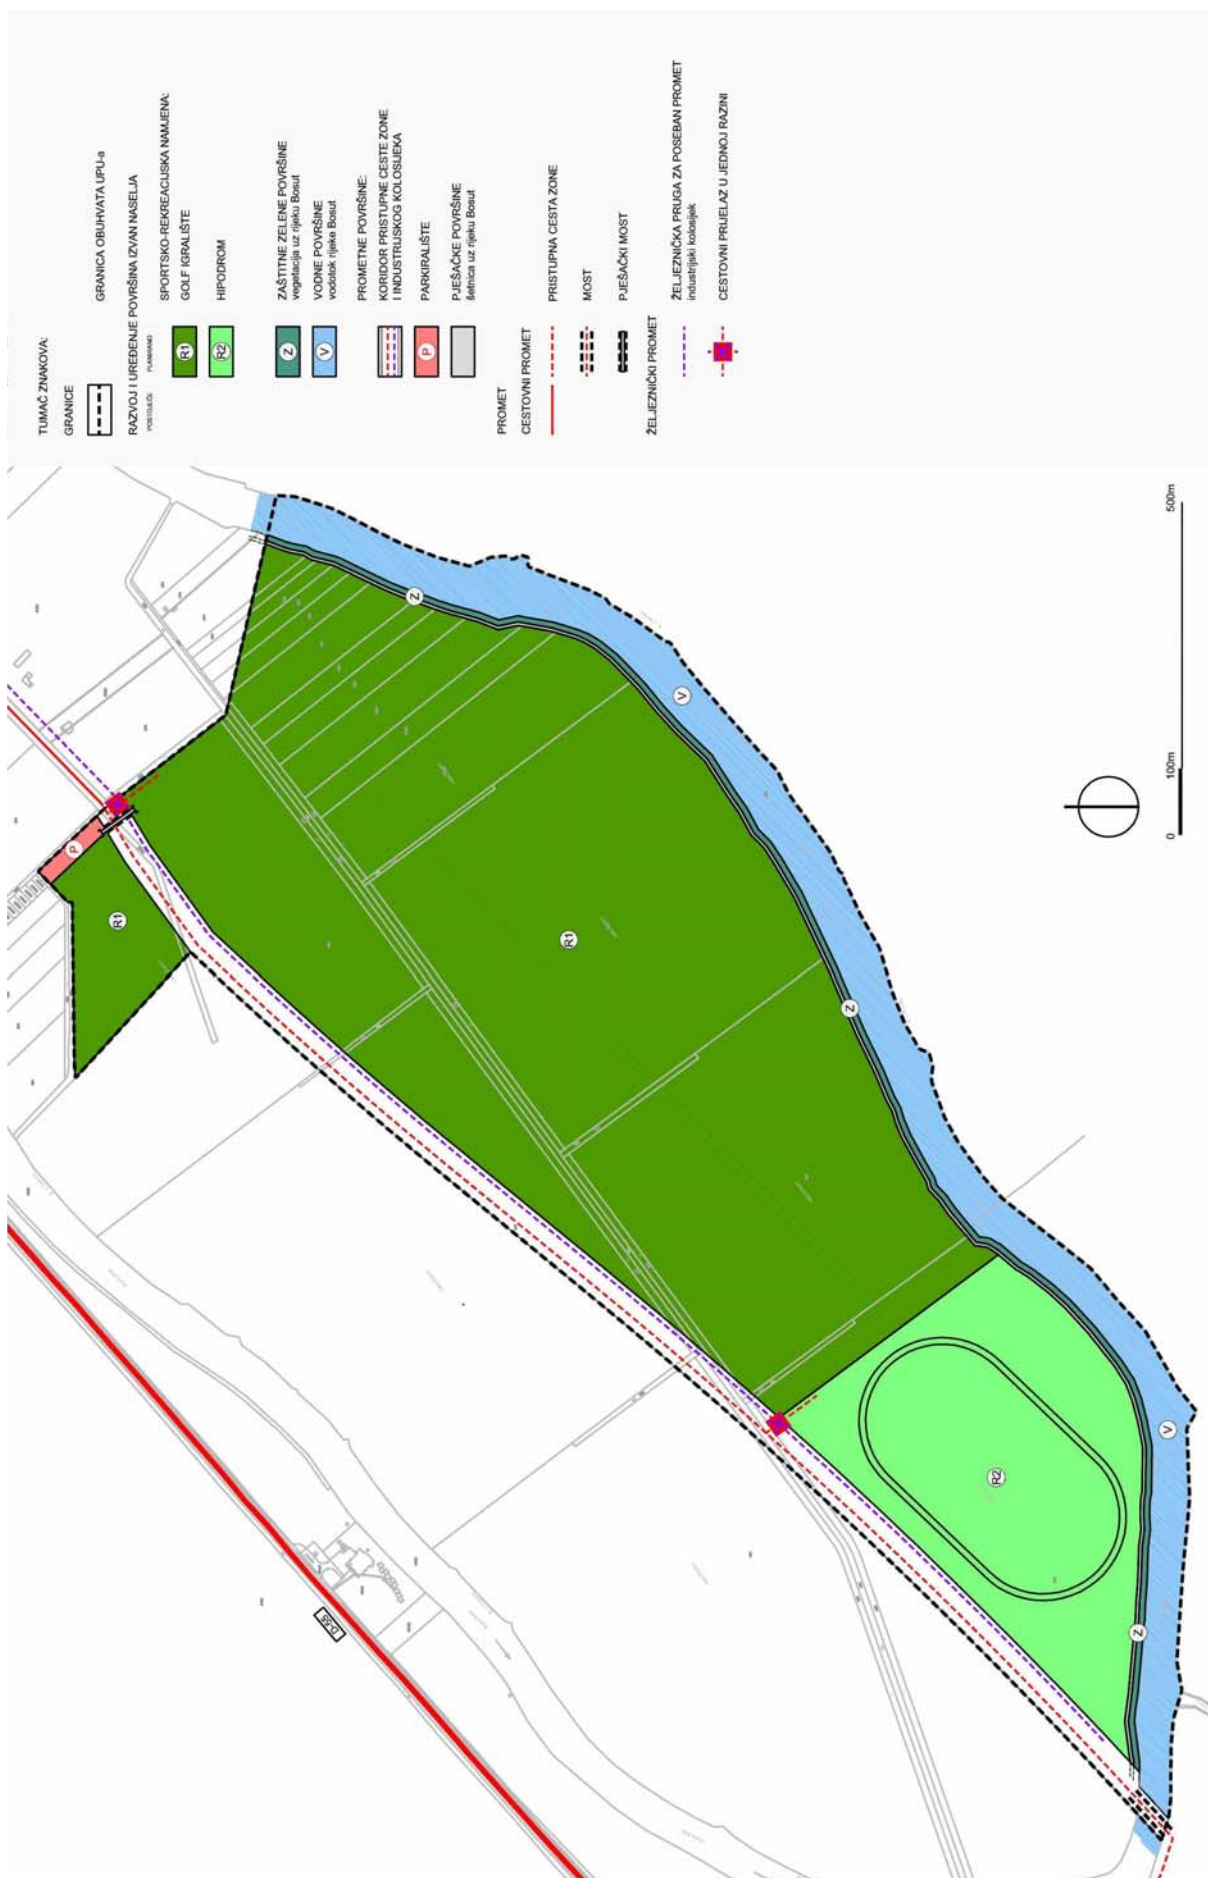 TUMAČ ZNAKOVA:
GRANICE
GRANICA OBUHVATA UPU-a
RAZVOJ I UREĐENJE POVRŠINA IZVAN NASELJA
POSTOJEĆE
PLANIRANO
SPORTSKO-REKREACIJSKA NAMJENA:
R1
GOLF IGRALIŠTE
R2
HIPODROM
Z
ZAŠTITNE ZELENE POVRŠINE
vegetacija uz rijeku Bosut
V
VODNE POVRŠINE
vodotok rijeke Bosut
PROMETNE POVRŠINE:
KORIDOR PRISTUPNE CESTE ZONE
I INDUSTRIJSKOG KOLOSIJEKA
P
PARKIRALIŠTE
PJEŠAČKE POVRŠINE
šetnica uz rijeku Bosut
PROMET
CESTOVNI PROMET
PRISTUPNA CESTA ZONE
MOST
PJEŠAČKI MOST
ŽELJEZNIČKI PROMET
ŽELJEZNIČKA PRUGA ZA POSEBAN PROMET
industrijski kolosijek
CESTOVNI PRIJELAZ U JEDNOJ RAZINI
P
R1
Z
V
R1
Z
R2
V
Z
D-55
0
100m
500m